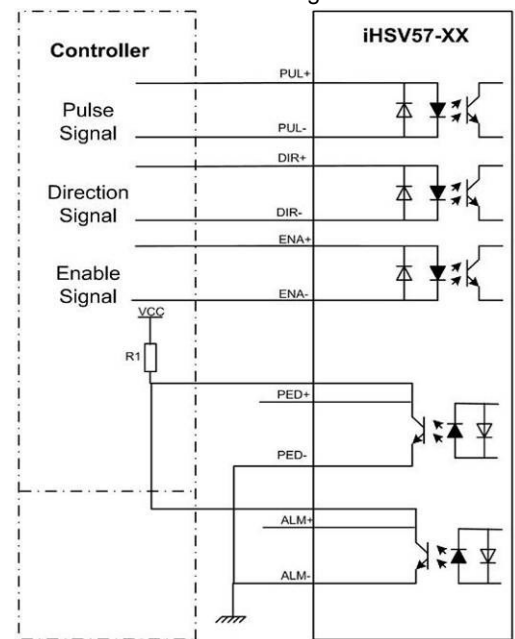 Controller
iHSV57-XX
PUL+
Pulse
Signal
PUL-
DIR+
Direction
Signal
DIR-
ENA+
Enable
Signal
ENA-
VCC
R1
PED+
PED-
ALM+
ALM-